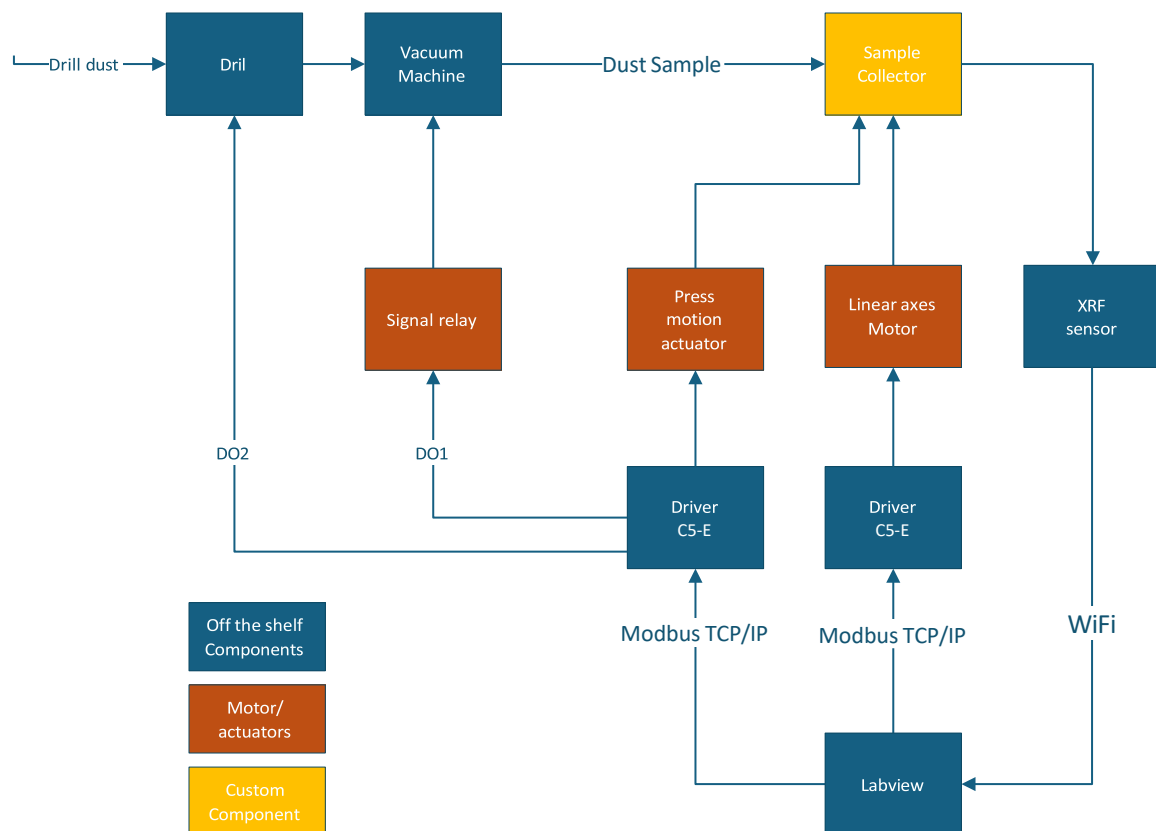 Drill dust
Dril
Vacuum
Machine
Dust Sample
Sample
Collector
Signal relay
Press
motion
actuator
Linear axes
Motor
XRF
sensor
DO2
DO1
Driver
C5-E
Driver
C5-E
Off the shelf
Components
Modbus TCP/IP
Modbus TCP/IP
WiFi
Motor/
actuators
Labview
Custom
Component